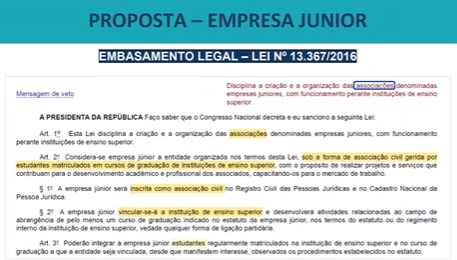 PROPOSTA – EMPRESA JUNIOR
EMBASAMENTO LEGAL – LEI Nº 13.367/2016
Disciplina a criação e a organização das associações denominadas
Mensagem de veto
empresas juniores, com funcionamento perante instituições de ensino
superior.
A PRESIDENTA DA REPÚBLICA Faço saber que o Congresso Nacional decreta e eu sanciono a seguinte Lei:
Art. 1º Esta Lei disciplina a criação e a organização das associações denominadas empresas juniores, com funcionamento
perante instituições de ensino superior.
Art. 2º Considera-se empresa júnior a entidade organizada nos termos desta Lei, sob a forma de associação civil gerida por
estudantes matriculados em cursos de graduação de instituições de ensino superior, com o propósito de realizar projetos e serviços que
contribuam para o desenvolvimento acadêmico e profissional dos associados, capacitando-os para o mercado de trabalho.
§ 1º A empresa júnior será inscrita como associação civil no Registro Civil das Pessoas Jurídicas e no Cadastro Nacional da
Pessoa Jurídica.
§ 2º A empresa júnior vincular-se-á a instituição de ensino superior e desenvolverá atividades relacionadas ao campo de
abrangência de pelo menos um curso de graduação indicado no estatuto da empresa júnior, nos termos do estatuto ou do regimento
interno da instituição de ensino superior, vedada qualquer forma de ligação partidária.
Art. 3º Poderão integrar a empresa júnior estudantes regularmente matriculados na instituição de ensino superior e no curso de
graduação a que a entidade seja vinculada, desde que manifestem interesse, observados os procedimentos estabelecidos no estatuto.